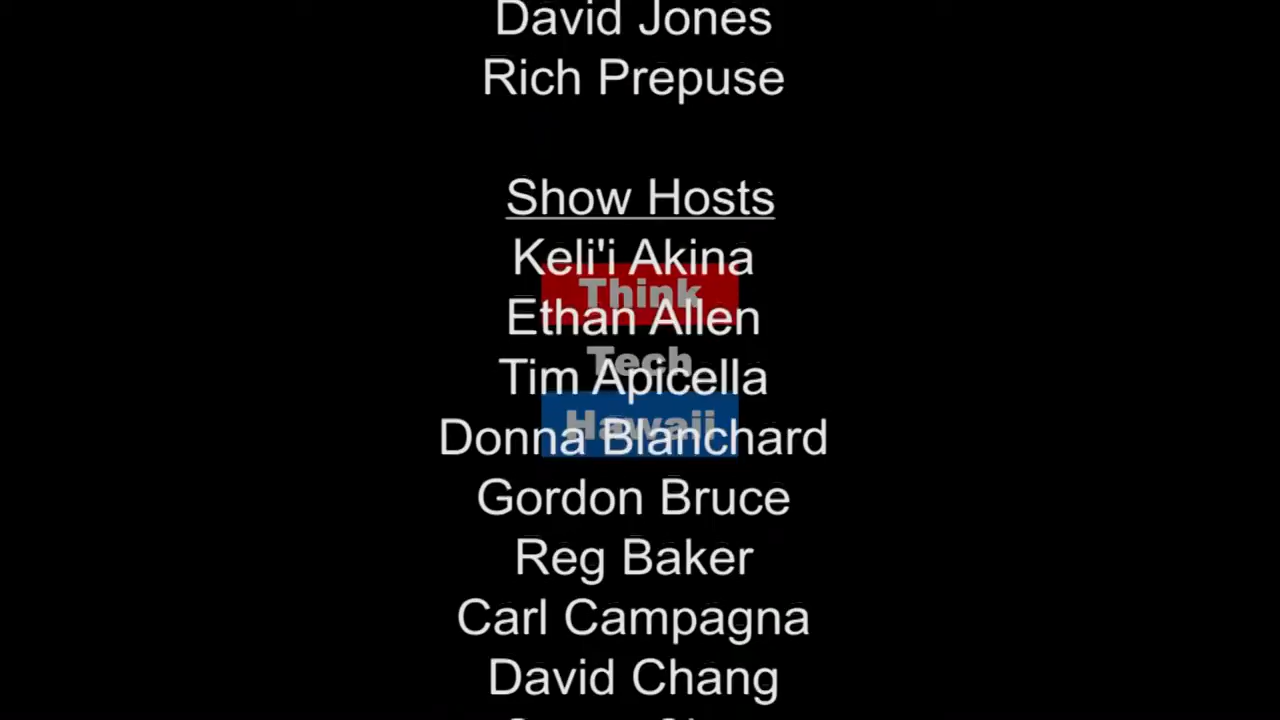 David Jones
Rich Prepuse
Show Hosts
Keli'i Akina
Think
Ethan Allen
Tech
Tim Apicella
Hawaii
Donna Blanchard
Gordon Bruce
Reg Baker
Carl Campagna
David Chang